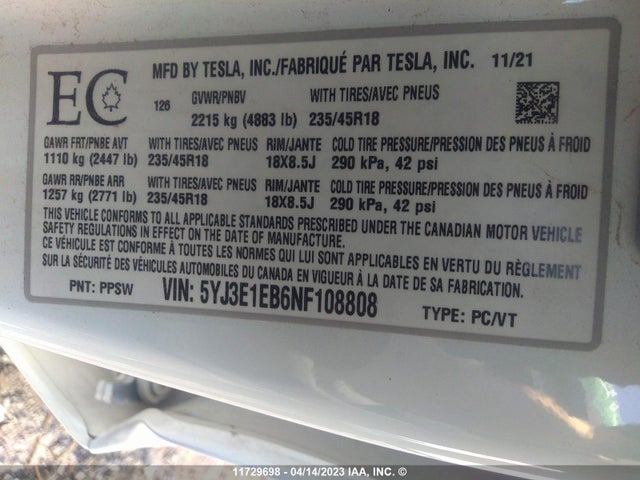 EC
MFD BY TESLA, INC./FABRIQUÉ PAR TESLA, INC. 11/21
126 GVWR/PNBV WITH TIRES/AVEC PNEUS
2215 kg (4883 lb) 235/45R18
GAWR FRT/PNBE AVT WITH TIRES/AVEC PNEUS RIM/JANTE COLD TIRE PRESSURE/PRESSION DES PNEUS À FROID
1110 kg (2447 lb) 235/45R18 18X8.5J 290 kPa, 42 psi
GAWR RR/PNBE ARR WITH TIRES/AVEC PNEUS RIM/JANTE COLD TIRE PRESSURE/PRESSION DES PNEUS À FROID
1257 kg (2771 lb) 235/45R18 18X8.5J 290 kPa, 42 psi
THIS VEHICLE CONFORMS TO ALL APPLICABLE STANDARDS PRESCRIBED UNDER THE CANADIAN MOTOR VEHICLE
SAFETY REGULATIONS IN EFFECT ON THE DATE OF MANUFACTURE.
CE VÉHICULE EST CONFORME À TOUTES LES NORMES QUI LUI SONT APPLICABLES EN VERTU DU RÈGLEMENT
SUR LA SÉCURITÉ DES VÉHICULES AUTOMOBILES DU CANADA EN VIGUEUR À LA DATE DE SA FABRICATION.
PNT: PPSW VIN: 5YJ3E1EB6NF108808 TYPE: PC/VT
11729698 - 04/14/2023 IAA, INC. ©